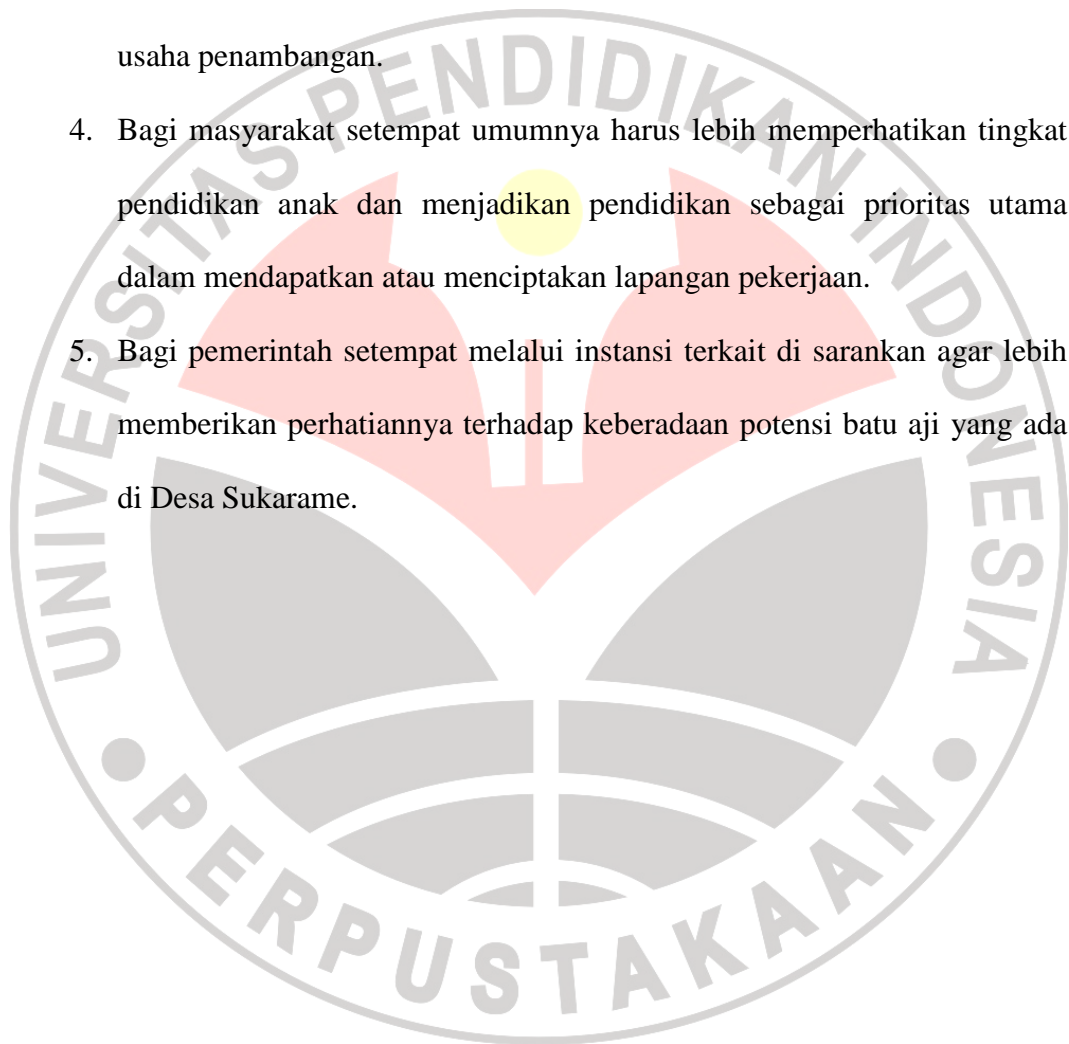 usaha penambangan.
4. Bagi masyarakat setempat umumnya harus lebih memperhatikan tingkat
pendidikan anak dan menjadikan pendidikan sebagai prioritas utama
dalam mendapatkan atau menciptakan lapangan pekerjaan.
5. Bagi pemerintah setempat melalui instansi terkait di sarankan agar lebih
memberikan perhatiannya terhadap keberadaan potensi batu aji yang ada
di Desa Sukarame.
UNIVERSITAS PENDIDIKAN INDONESIA
PERPUSTAKAAN